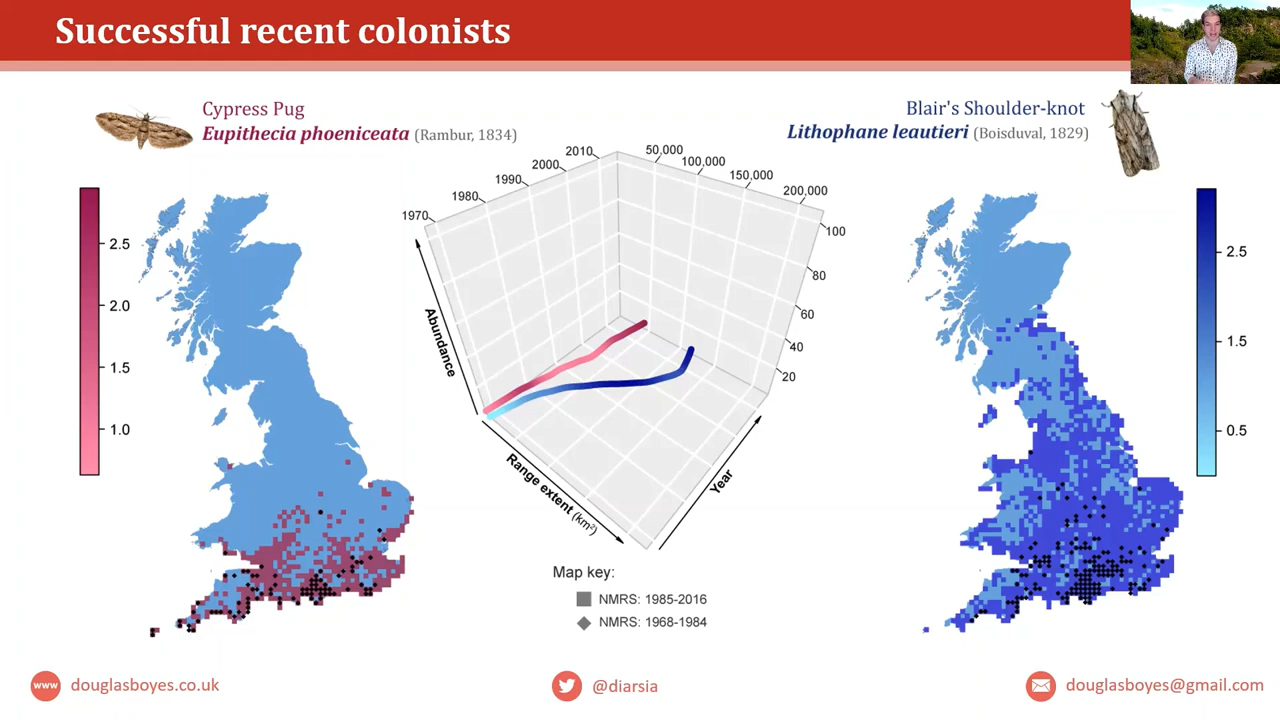 Successful recent colonists
Cypress Pug
Eupithecia phoeniceata (Rambur, 1834)
Blair's Shoulder-knot
Lithophane leautieri (Boisduval, 1829)
2.5
2.0
1.5
1.0
1970
1980
1990
2000
2010
50,000
100,000
150,000
200,000
100
80
60
40
20
Abundance
Range extent (km²)
Year
2.5
1.5
0.5
Map key:
NMRS: 1985-2016
NMRS: 1968-1984
www douglasboyes.co.uk
@diarsia
douglasboyes@gmail.com